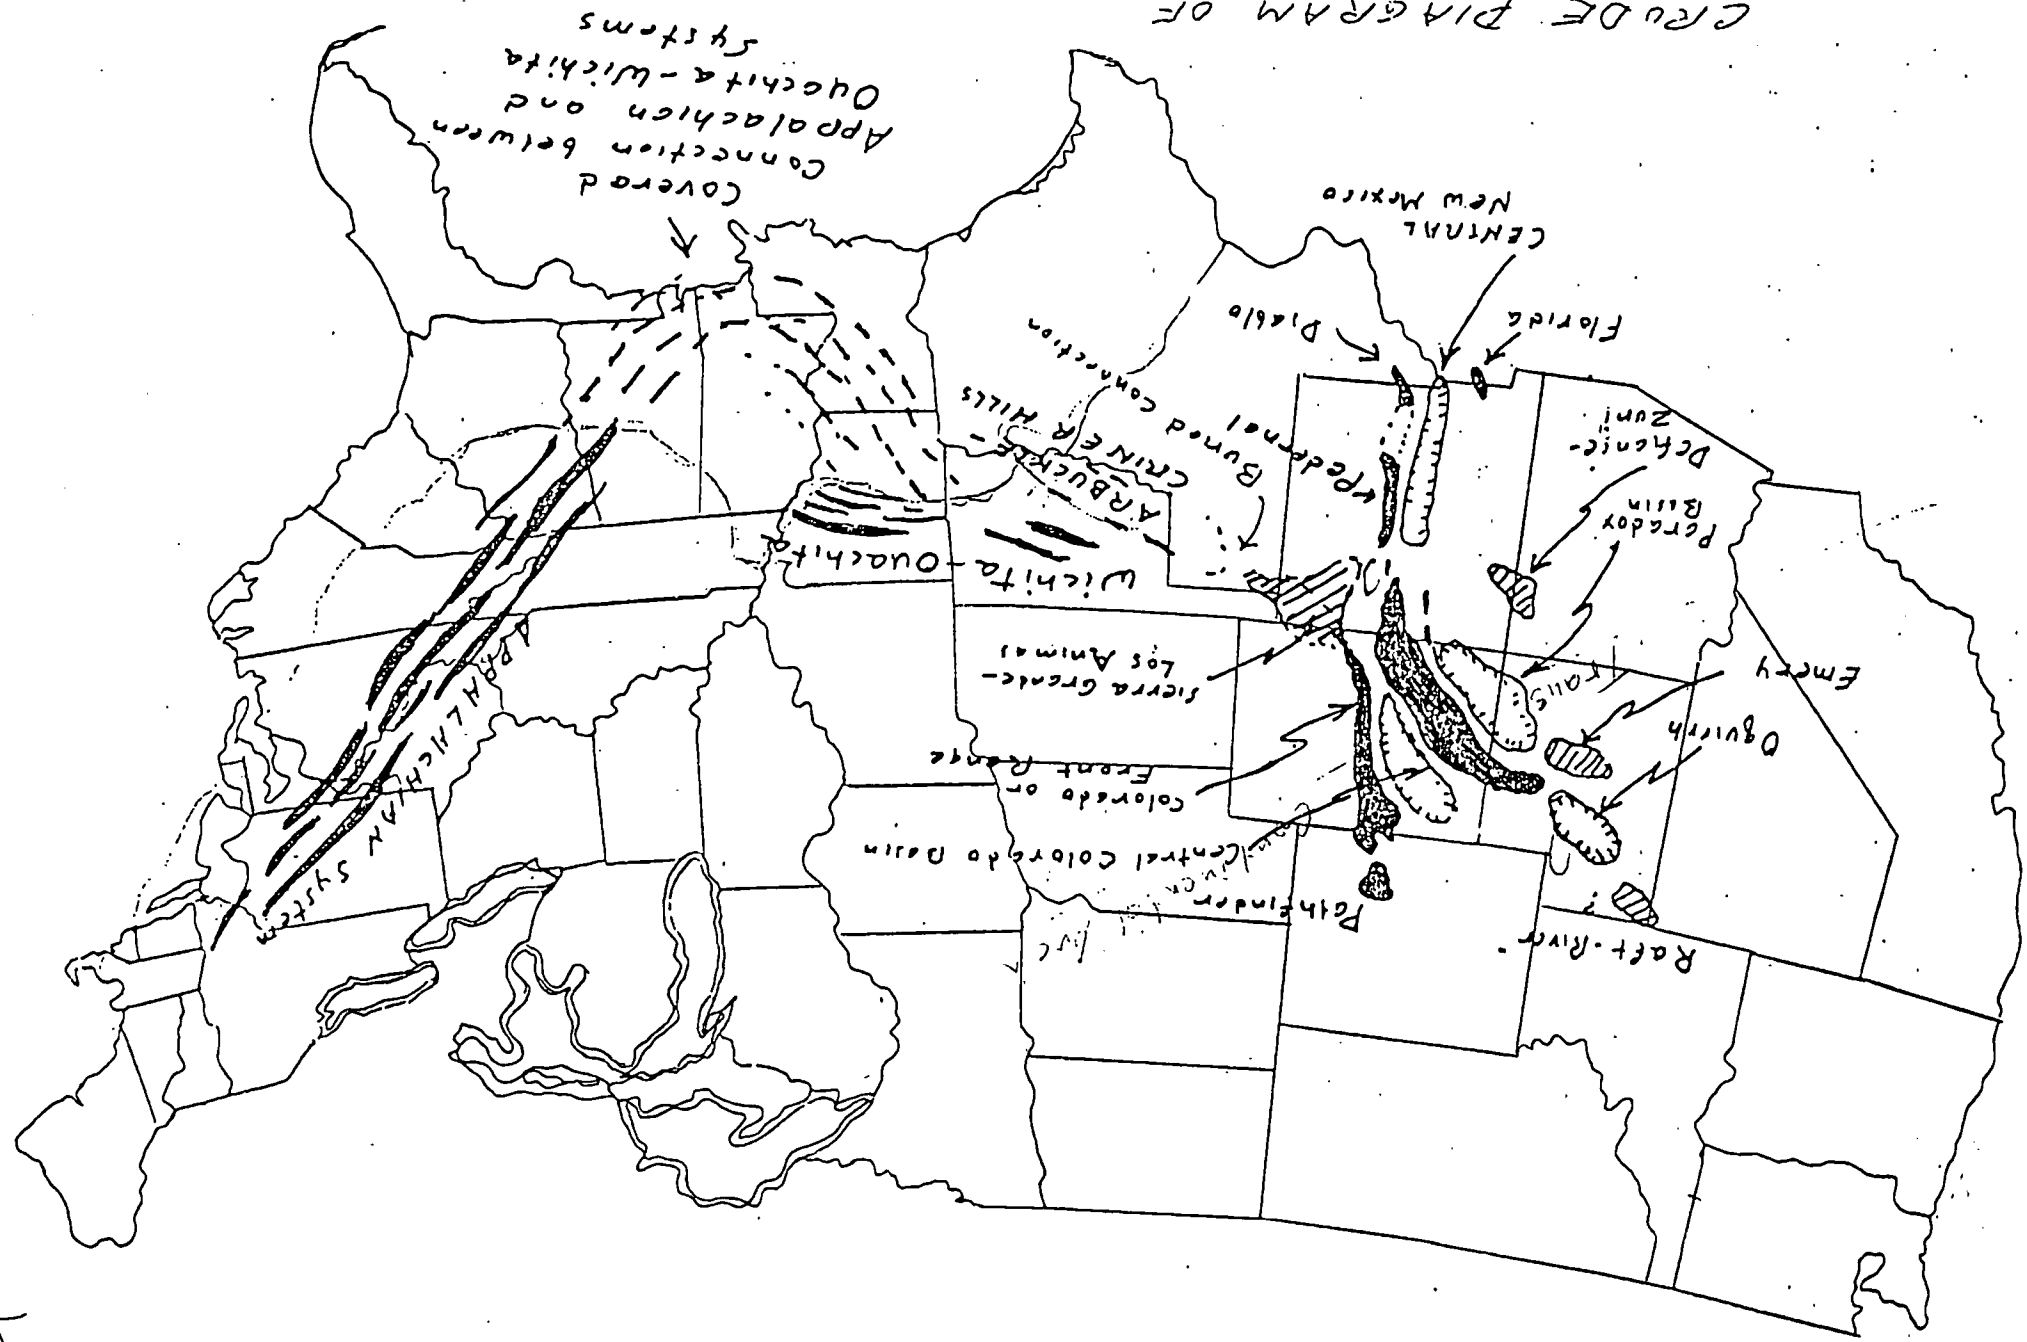 Raft-River
?
Pathfinder
Central Colorado Basin
APPALACHIAN Syste
Oquirrh
Colorado or
Front Range
Emery
Trans
Sierra Grande-
Los Animas
Wichita-Ouachita
Paradox
Basin
Defiance-
Zuni
Pedernal
Buried Connection
ARBUCKLE
CRINER
HILLS
Florida
Diablo
CENTRAL
New Mexico
Covered
Connection between
Appalachian and
Ouachita-Wichita
Systems
CRUDE DIAGRAM OF